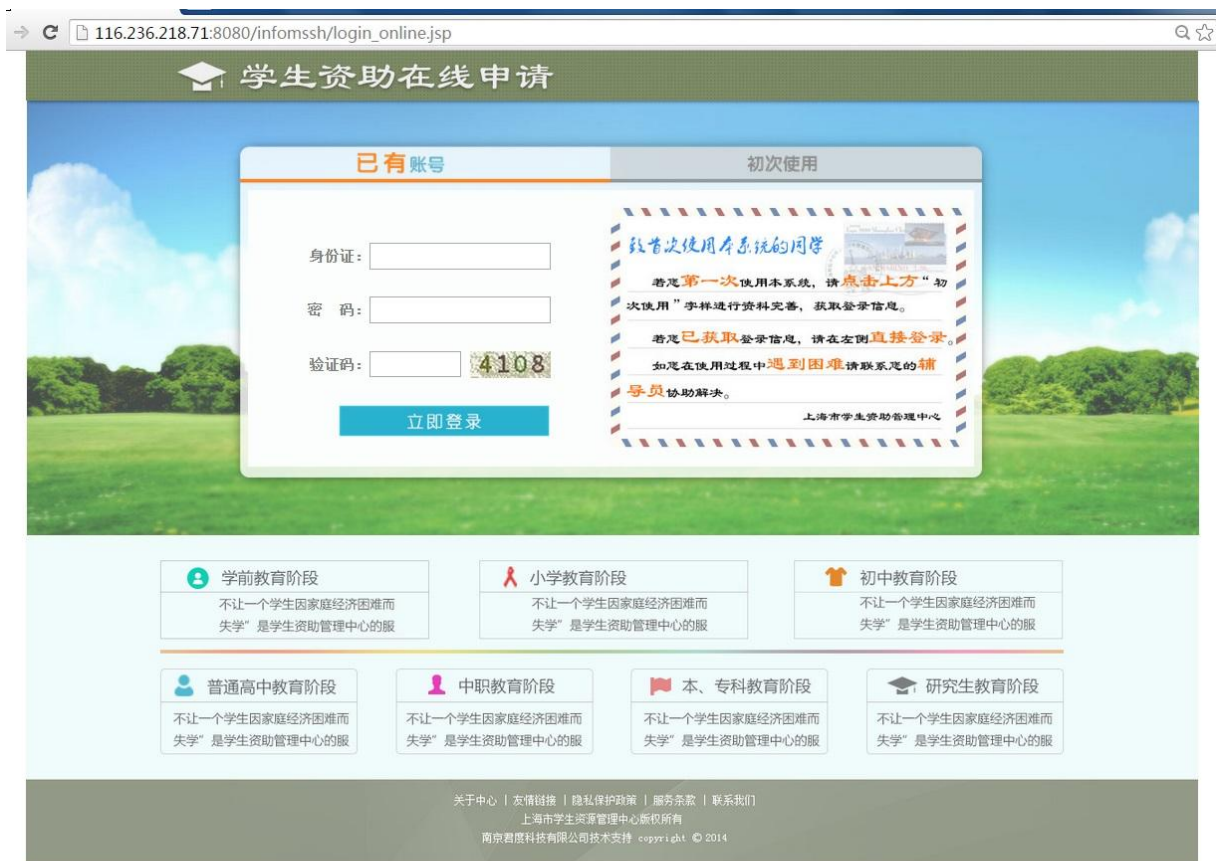 116.236.218.71:8080/infomssh/login_online.jsp
学生资助在线申请
已有账号
初次使用
身份证:
密 码:
验证码:
4108
立即登录
致首次使用本系统的同学
若您第一次使用本系统，请点击上方“初
次使用”字样进行资料完善，获取登录信息。
若您已获取登录信息，请在左侧直接登录。
如您在使用过程中遇到困难请联系您的辅
导员协助解决。
上海市学生资助管理中心
学前教育阶段
不让一个学生因家庭经济困难而
失学”是学生资助管理中心的服
小学教育阶段
不让一个学生因家庭经济困难而
失学”是学生资助管理中心的服
初中教育阶段
不让一个学生因家庭经济困难而
失学”是学生资助管理中心的服
普通高中教育阶段
不让一个学生因家庭经济困难而
失学”是学生资助管理中心的服
中职教育阶段
不让一个学生因家庭经济困难而
失学”是学生资助管理中心的服
本、专科教育阶段
不让一个学生因家庭经济困难而
失学”是学生资助管理中心的服
研究生教育阶段
不让一个学生因家庭经济困难而
失学”是学生资助管理中心的服
关于中心 | 友情链接 | 隐私保护政策 | 服务条款 | 联系我们
上海市学生资源管理中心版权所有
南京君度科技有限公司技术支持 copyright © 2014